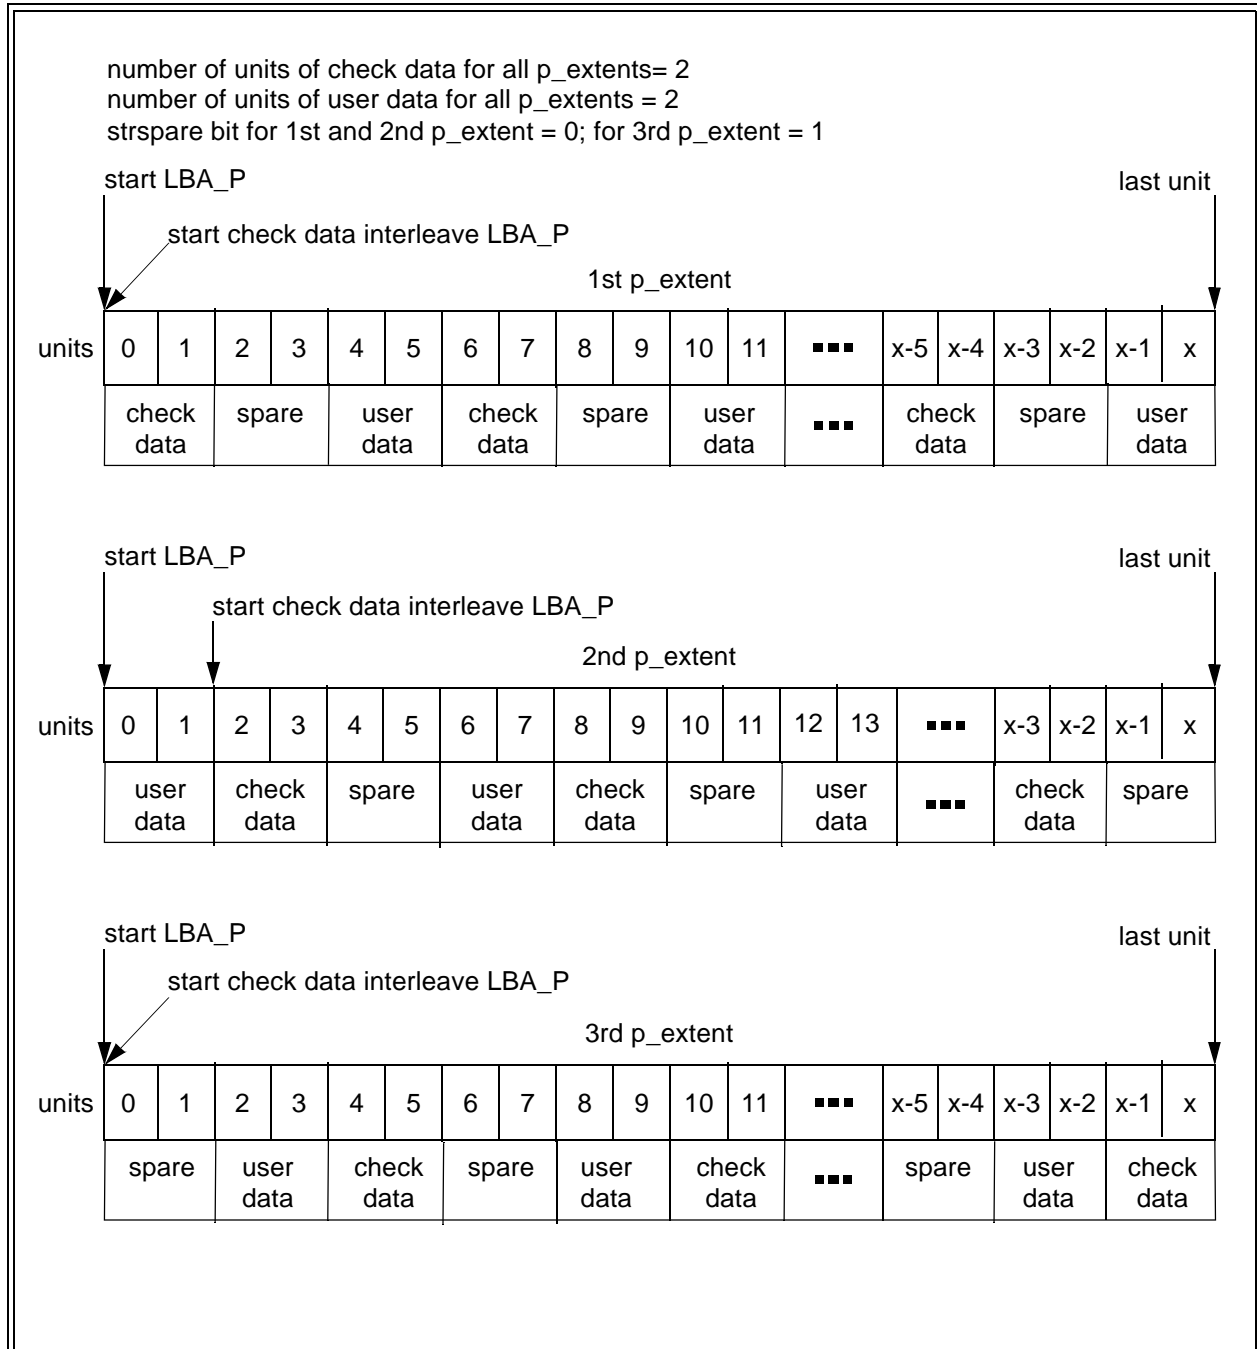 number of units of check data for all p_extents= 2
number of units of user data for all p_extents = 2
strspare bit for 1st and 2nd p_extent = 0; for 3rd p_extent = 1
start LBA_P last unit
start check data interleave LBA_P
1st p_extent
units 0 1 2 3 4 5 6 7 8 9 10 11 x-5 x-4 x-3 x-2 x-1 x
check spare user check spare user check spare user
data data data data data data
start LBA_P last unit
start check data interleave LBA_P
2nd p_extent
units 0 1 2 3 4 5 6 7 8 9 10 11 12 13 x-3 x-2 x-1 x
user check spare user check spare user check spare
data data data data data data
start LBA_P last unit
start check data interleave LBA_P
3rd p_extent
units 0 1 2 3 4 5 6 7 8 9 10 11 x-5 x-4 x-3 x-2 x-1 x
spare user check spare user check spare user check
data data data data data data